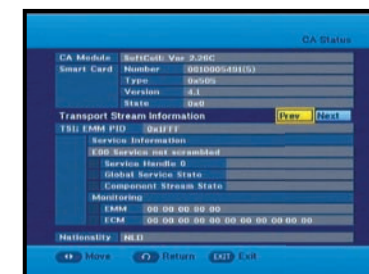 CA Status
CA Module SoftCell: Ver 2.26C
Smart Card Number 0010005491(5)
Type 0x505
Version 4.1
State 0x0
Transport Stream Information Prev Next
TS1: EMM PID 0x1FFF
Service Information
E00 Service not scrambled
Service Handle 0
Global Service State
Component Stream State
Monitoring
EMM 00 00 00 00 00
ECM 00 00 00 00 00 00 00 00 00 00
Nationality NLD
Move Return EXIT Exit